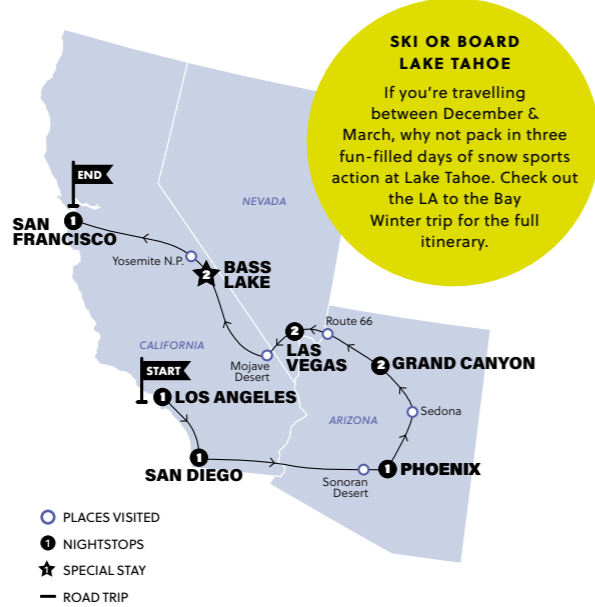 SKI OR BOARD
LAKE TAHOE
If you're travelling
between December &
March, why not pack in three
fun-filled days of snow sports
action at Lake Tahoe. Check out
the LA to the Bay
Winter trip for the full
itinerary.
END
NEVADA
1
SAN
FRANCISCO
Yosemite N.P.
2
BASS
LAKE
Route 66
2
LAS
VEGAS
CALIFORNIA
Mojave
Desert
2
GRAND CANYON
START
1
LOS ANGELES
Sedona
ARIZONA
1
SAN DIEGO
Sonoran
Desert
1
PHOENIX
PLACES VISITED
1 NIGHTSTOPS
1 SPECIAL STAY
ROAD TRIP